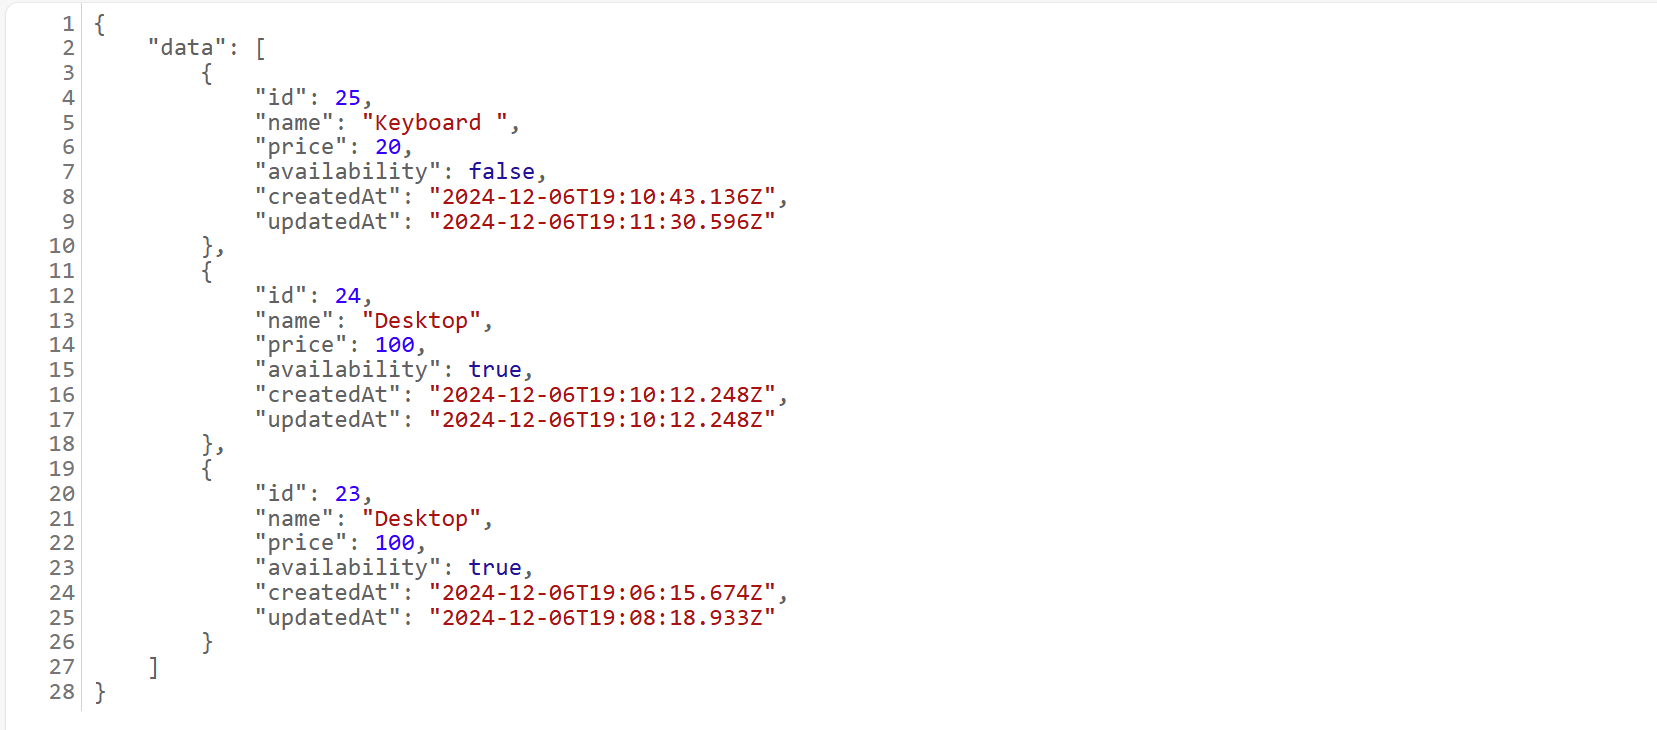 1 {
2     "data": [
3         {
4             "id": 25,
5             "name": "Keyboard ",
6             "price": 20,
7             "availability": false,
8             "createdAt": "2024-12-06T19:10:43.136Z",
9             "updatedAt": "2024-12-06T19:11:30.596Z"
10         },
11         {
12             "id": 24,
13             "name": "Desktop",
14             "price": 100,
15             "availability": true,
16             "createdAt": "2024-12-06T19:10:12.248Z",
17             "updatedAt": "2024-12-06T19:10:12.248Z"
18         },
19         {
20             "id": 23,
21             "name": "Desktop",
22             "price": 100,
23             "availability": true,
24             "createdAt": "2024-12-06T19:06:15.674Z",
25             "updatedAt": "2024-12-06T19:08:18.933Z"
26         }
27     ]
28 }